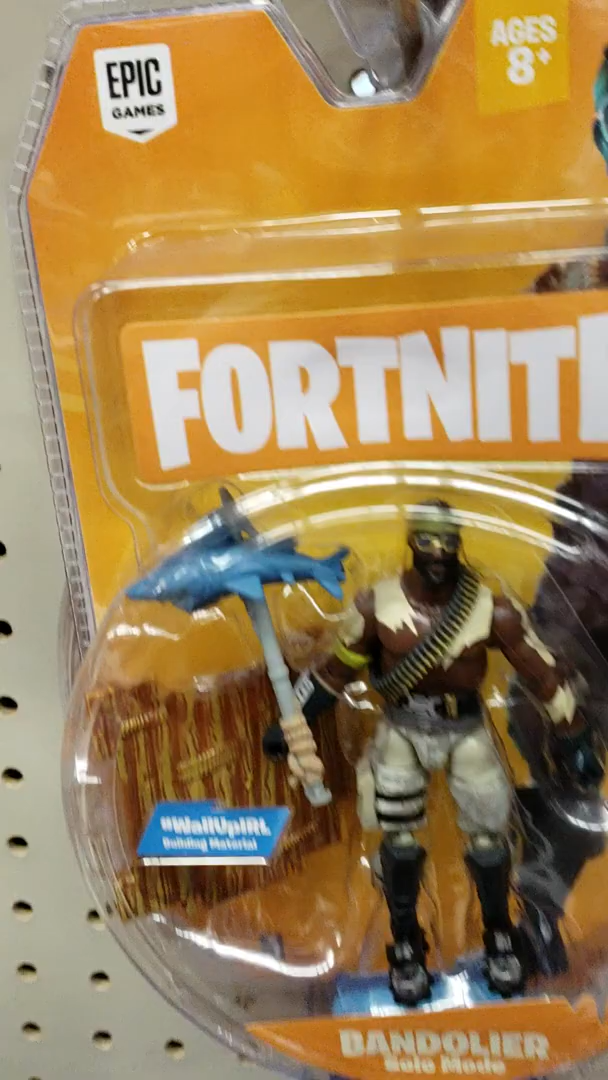 EPIC
GAMES
AGES
8+
FORTNITE
#WallUpIRL
Building Material
BANDOLIER
Solo Mode